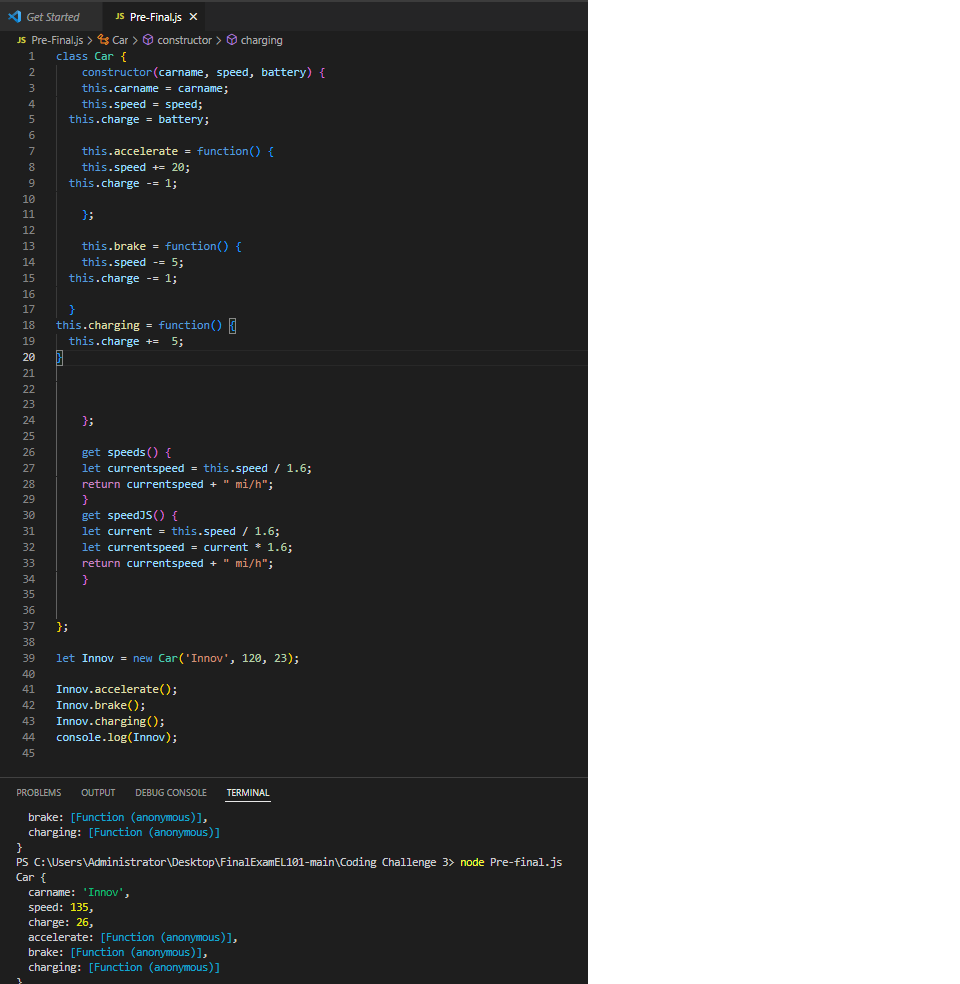 Get Started JS Pre-Final.js
JS Pre-Final.js > Car > constructor > charging
1 class Car {
2     constructor(carname, speed, battery) {
3     this.carname = carname;
4     this.speed = speed;
5   this.charge = battery;
6
7     this.accelerate = function() {
8     this.speed += 20;
9   this.charge -= 1;
10
11     };
12
13     this.brake = function() {
14     this.speed -= 5;
15   this.charge -= 1;
16
17   }
18 this.charging = function() {
19   this.charge +=  5;
20 }
21
22
23
24     };
25
26     get speeds() {
27     let currentspeed = this.speed / 1.6;
28     return currentspeed + " mi/h";
29     }
30     get speedJS() {
31     let current = this.speed / 1.6;
32     let currentspeed = current * 1.6;
33     return currentspeed + " mi/h";
34     }
35
36
37 };
38
39 let Innov = new Car('Innov', 120, 23);
40
41 Innov.accelerate();
42 Innov.brake();
43 Innov.charging();
44 console.log(Innov);
45
PROBLEMS OUTPUT DEBUG CONSOLE TERMINAL
  brake: [Function (anonymous)],
  charging: [Function (anonymous)]
}
PS C:\Users\Administrator\Desktop\FinalExamEL101-main\Coding Challenge 3> node Pre-final.js
Car {
  carname: 'Innov',
  speed: 135,
  charge: 26,
  accelerate: [Function (anonymous)],
  brake: [Function (anonymous)],
  charging: [Function (anonymous)]
}